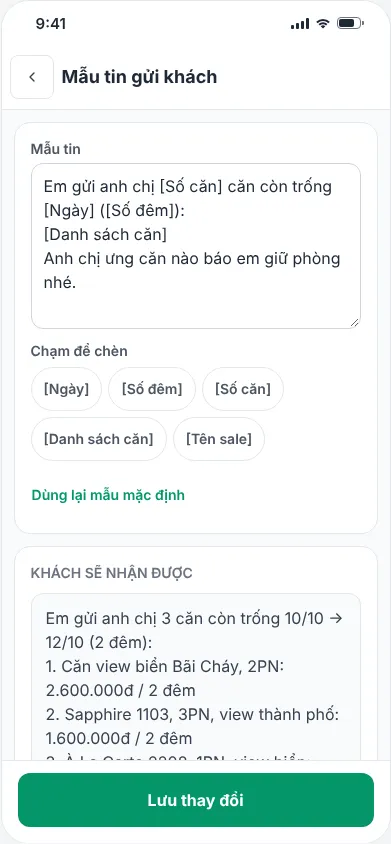 9:41
Mẫu tin gửi khách
Mẫu tin
Em gửi anh chị [Số căn] căn còn trống
[Ngày] ([Số đêm]):
[Danh sách căn]
Anh chị ưng căn nào báo em giữ phòng
nhé.
Chạm để chèn
[Ngày] [Số đêm] [Số căn]
[Danh sách căn] [Tên sale]
Dùng lại mẫu mặc định
KHÁCH SẼ NHẬN ĐƯỢC
Em gửi anh chị 3 căn còn trống 10/10 →
12/10 (2 đêm):
1. Căn view biển Bãi Cháy, 2PN:
2.600.000đ / 2 đêm
2. Sapphire 1103, 3PN, view thành phố:
1.600.000đ / 2 đêm
Lưu thay đổi